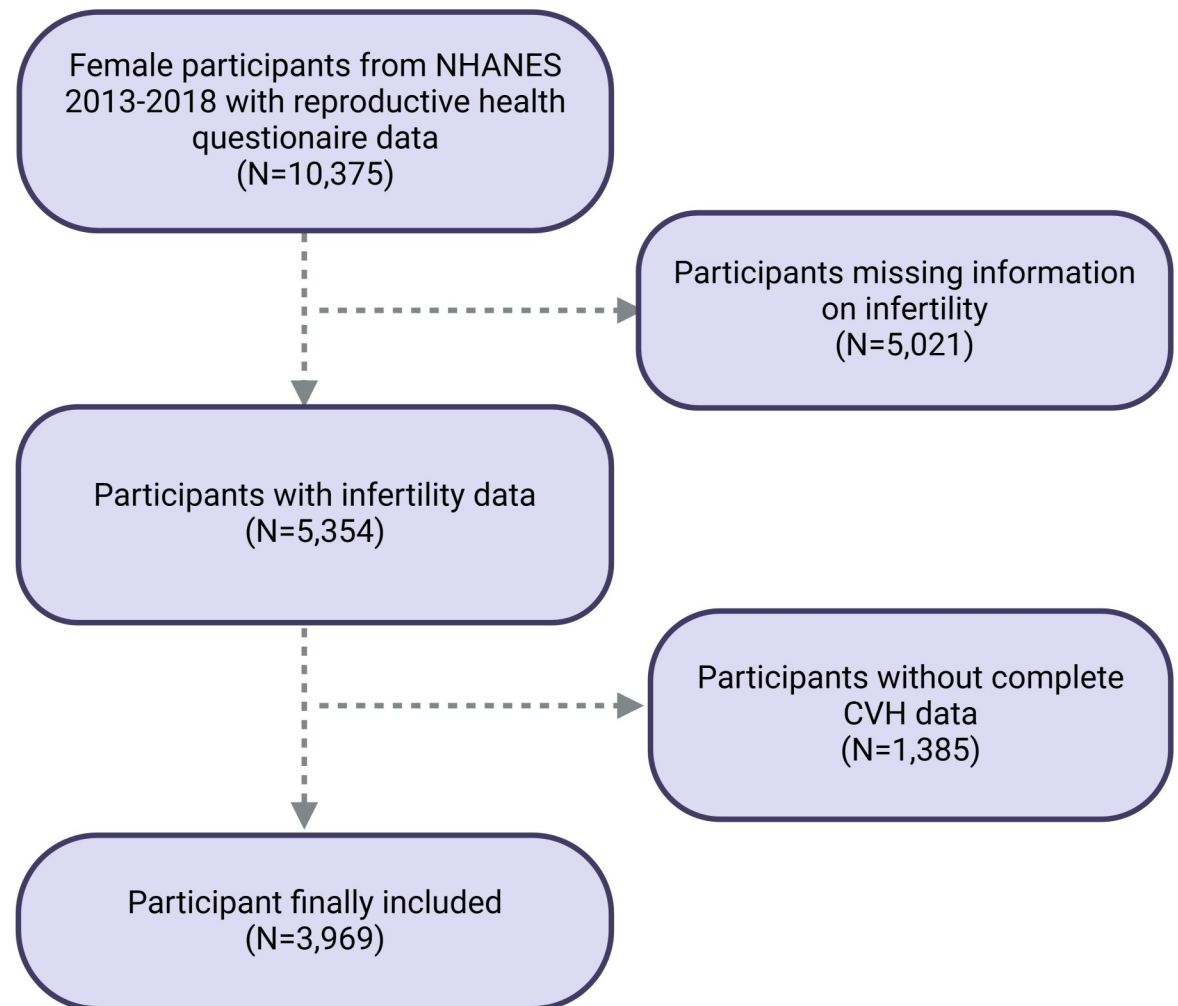 Female participants from NHANES
2013-2018 with reproductive health
questionaire data
(N=10,375)
Participants missing information
on infertility
(N=5,021)
Participants with infertility data
(N=5,354)
Participants without complete
CVH data
(N=1,385)
Participant finally included
(N=3,969)